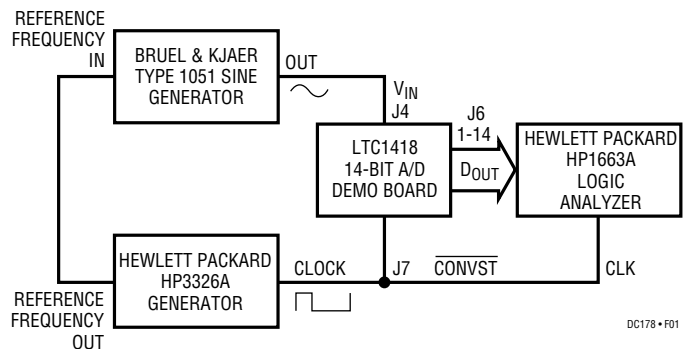 REFERENCE
FREQUENCY
IN
BRUEL & KJAER
TYPE 1051 SINE
GENERATOR
OUT
VIN
J4
J6
1-14
LTC1418
14-BIT A/D
DEMO BOARD
DOUT
HEWLETT PACKARD
HP1663A
LOGIC
ANALYZER
HEWLETT PACKARD
HP3326A
GENERATOR
CLOCK
J7
CONVST
CLK
REFERENCE
FREQUENCY
OUT
DC178 • F01